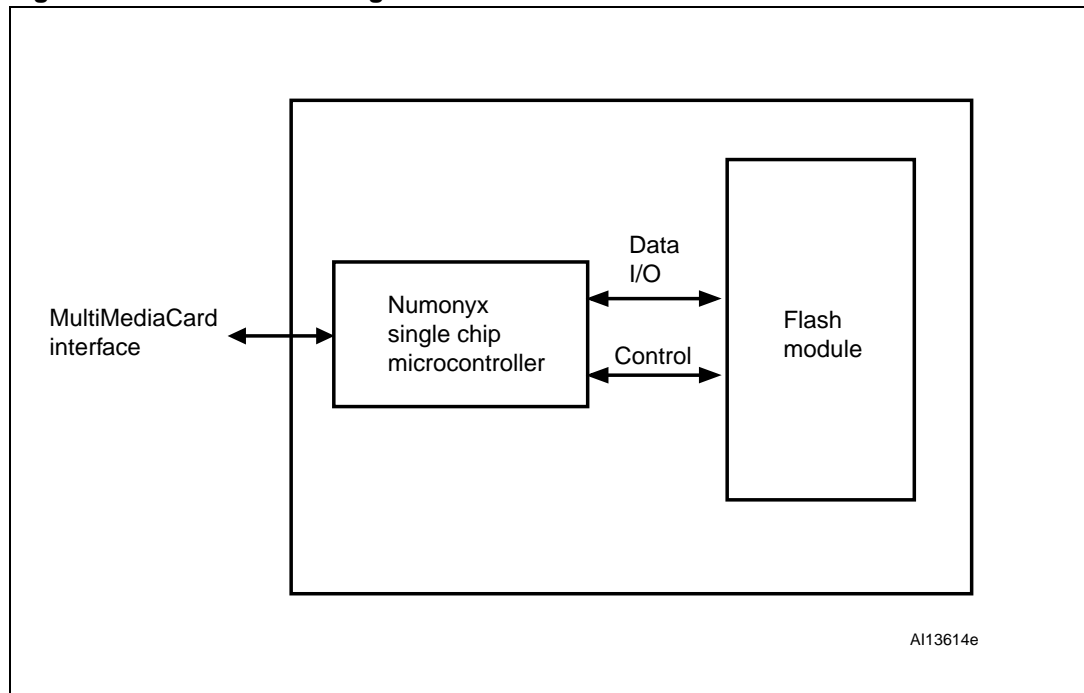 Data
I/O
MultiMediaCard
interface
Numonyx
single chip
microcontroller
Control
Flash
module
AI13614e